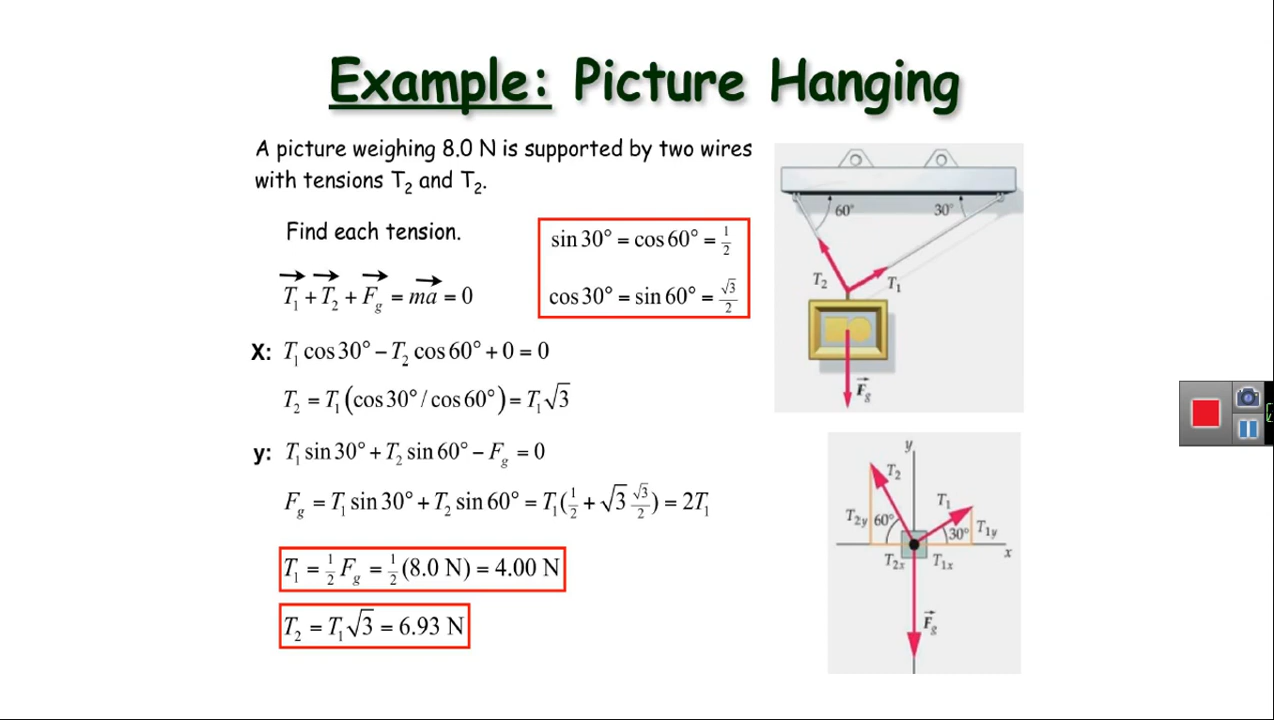 Example: Picture Hanging
A picture weighing 8.0 N is supported by two wires
with tensions T₂ and T₂.
Find each tension.
sin 30° = cos 60° = 1/2
cos 30° = sin 60° = √3/2
T₁ + T₂ + F_g = ma = 0
X: T₁ cos 30° − T₂ cos 60° + 0 = 0
T₂ = T₁ (cos 30° / cos 60°) = T₁√3
y: T₁ sin 30° + T₂ sin 60° − F_g = 0
F_g = T₁ sin 30° + T₂ sin 60° = T₁(1/2 + √3 √3/2) = 2T₁
T₁ = 1/2 F_g = 1/2 (8.0 N) = 4.00 N
T₂ = T₁√3 = 6.93 N
60° 30°
T₂ T₁
F_g
y
T₂ T₁
T₂y 60° 30° T₁y
T₂x T₁x x
F_g